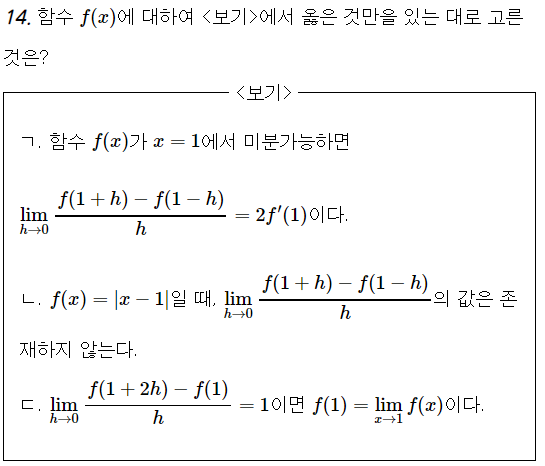 14. 함수 f(x)에 대하여 <보기>에서 옳은 것만을 있는 대로 고른
것은?
<보기>
ㄱ. 함수 f(x)가 x = 1에서 미분가능하면
lim_{h→0} \frac{f(1+h) − f(1−h)}{h} = 2f′(1)이다.
ㄴ. f(x) = |x − 1|일 때, lim_{h→0} \frac{f(1+h) − f(1−h)}{h}의 값은 존
재하지 않는다.
ㄷ. lim_{h→0} \frac{f(1+2h) − f(1)}{h} = 1이면 f(1) = lim_{x→1} f(x)이다.